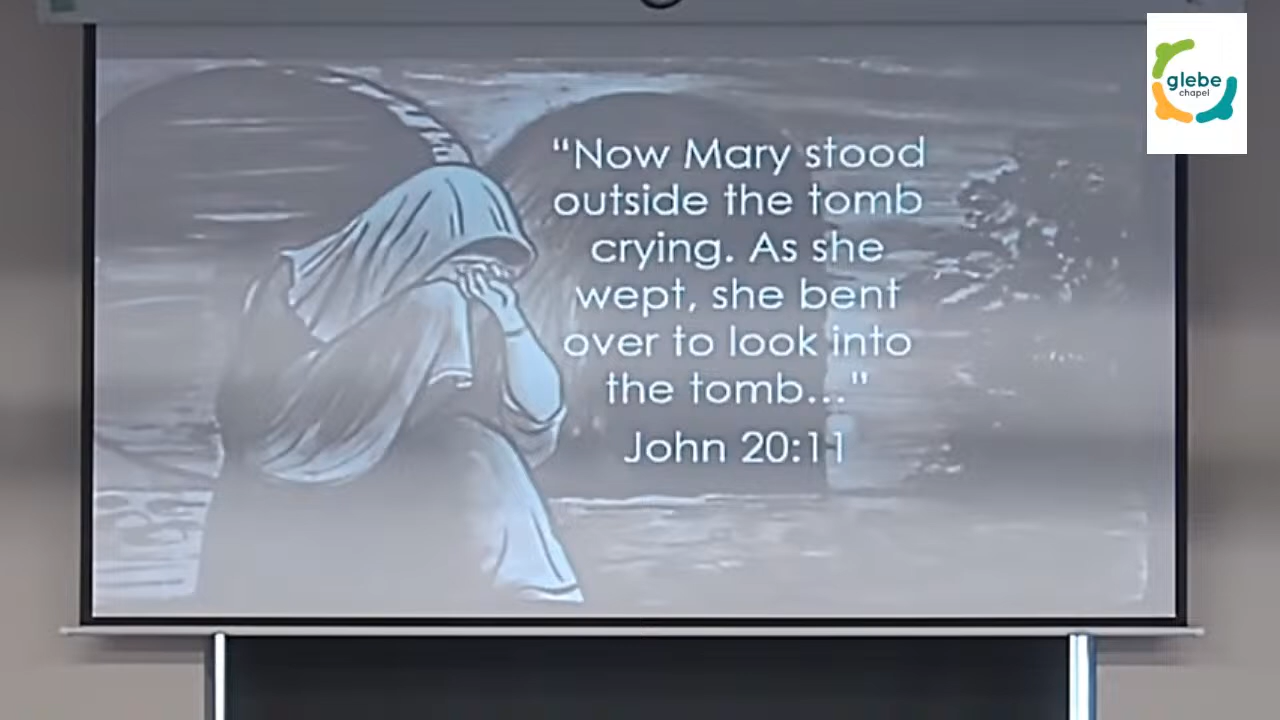 glebe
chapel
“Now Mary stood
outside the tomb
crying. As she
wept, she bent
over to look into
the tomb...”
John 20:11